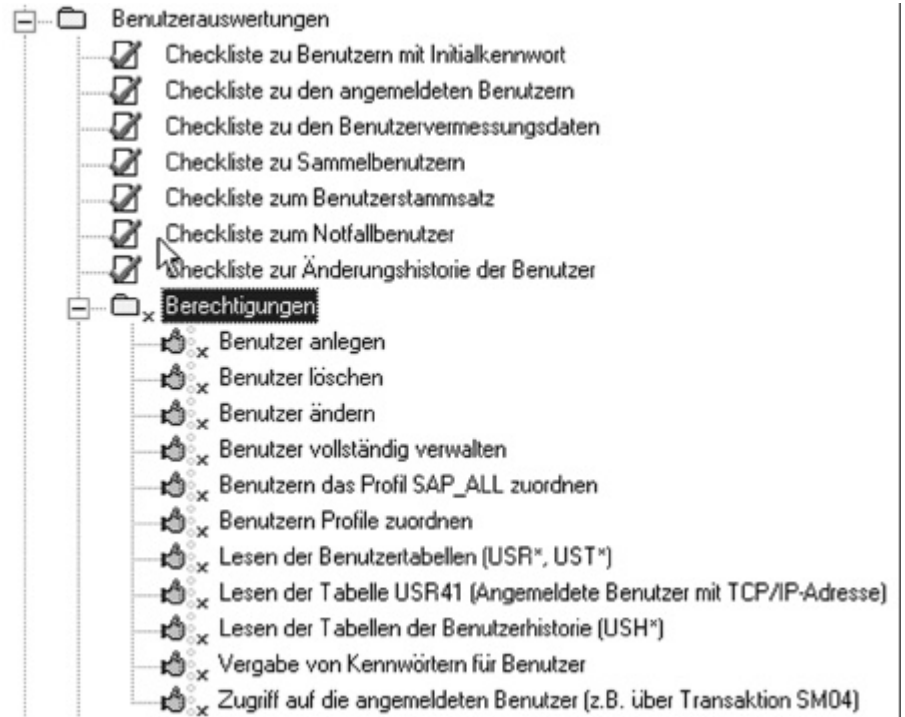 Benutzerauswertungen
Checkliste zu Benutzern mit Initialkennwort
Checkliste zu den angemeldeten Benutzern
Checkliste zu den Benutzervermessungsdaten
Checkliste zu Sammelbenutzern
Checkliste zum Benutzerstammsatz
Checkliste zum Notfallbenutzer
Checkliste zur Änderungshistorie der Benutzer
Berechtigungen
Benutzer anlegen
Benutzer löschen
Benutzer ändern
Benutzer vollständig verwalten
Benutzern das Profil SAP_ALL zuordnen
Benutzern Profile zuordnen
Lesen der Benutzertabellen (USR*, UST*)
Lesen der Tabelle USR41 (Angemeldete Benutzer mit TCP/IP-Adresse)
Lesen der Tabellen der Benutzerhistorie (USH*)
Vergabe von Kennwörtern für Benutzer
Zugriff auf die angemeldeten Benutzer (z.B. über Transaktion SM04)